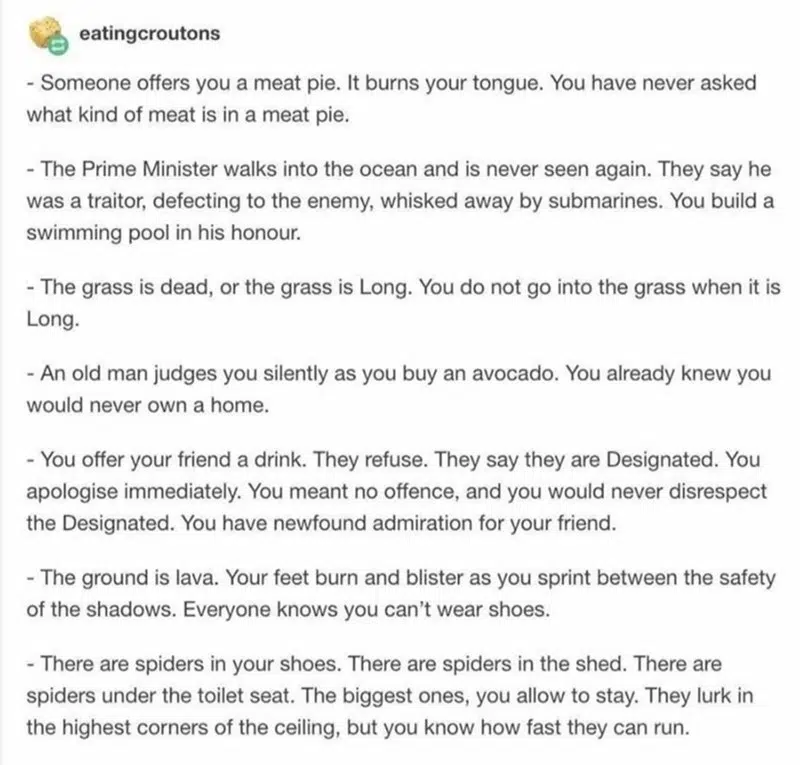 eatingcroutons
- Someone offers you a meat pie. It burns your tongue. You have never asked
what kind of meat is in a meat pie.
- The Prime Minister walks into the ocean and is never seen again. They say he
was a traitor, defecting to the enemy, whisked away by submarines. You build a
swimming pool in his honour.
- The grass is dead, or the grass is Long. You do not go into the grass when it is
Long.
- An old man judges you silently as you buy an avocado. You already knew you
would never own a home.
- You offer your friend a drink. They refuse. They say they are Designated. You
apologise immediately. You meant no offence, and you would never disrespect
the Designated. You have newfound admiration for your friend.
- The ground is lava. Your feet burn and blister as you sprint between the safety
of the shadows. Everyone knows you can't wear shoes.
- There are spiders in your shoes. There are spiders in the shed. There are
spiders under the toilet seat. The biggest ones, you allow to stay. They lurk in
the highest corners of the ceiling, but you know how fast they can run.